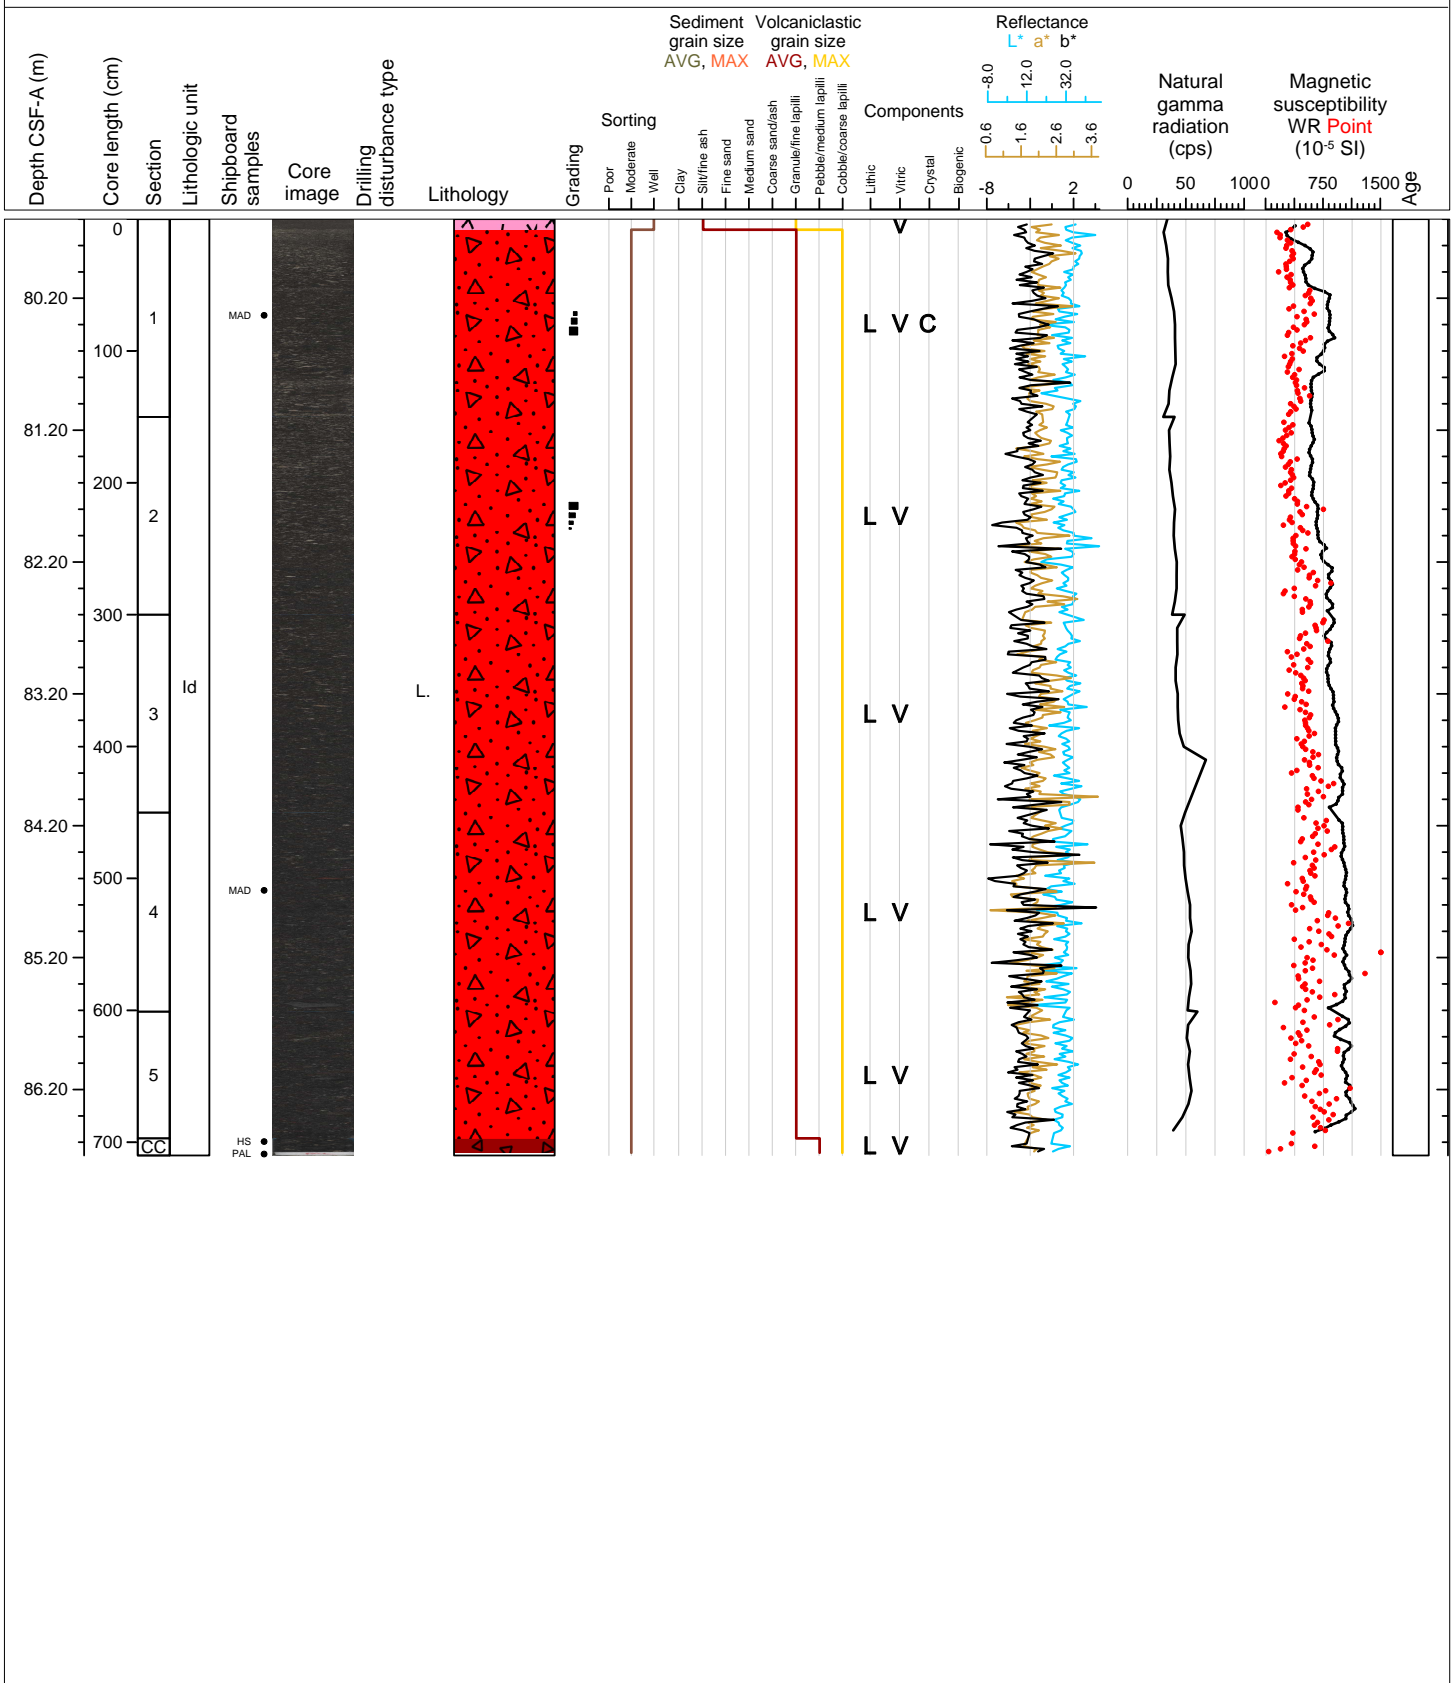 Depth CSF-A (m)
Core length (cm)
Section
Lithologic unit
Shipboard
samples
Core
image
Drilling
disturbance type
Lithology
Grading
Sorting
Poor
Moderate
Well
Sediment
grain size
AVG, MAX
Volcaniclastic
grain size
AVG, MAX
Clay
Silt/fine ash
Fine sand
Medium sand
Coarse sand/ash
Granule/fine lapilli
Pebble/medium lapilli
Cobble/coarse lapilli
Components
Lithic
Vitric
Crystal
Biogenic
Reflectance
L* a* b*
-8.0 12.0 32.0
0.6 1.6 2.6 3.6
-8 2
Natural
gamma
radiation
(cps)
0 50 100
Magnetic
susceptibility
WR Point
(10-5 SI)
0 750 1500
Age
0
V
80.20
1
MAD
L V C
100
81.20
200
2
L V
82.20
300
Id
L.
83.20
3
L V
400
84.20
500
MAD
4
L V
85.20
600
5
L V
86.20
700
CC
HS
PAL
L V